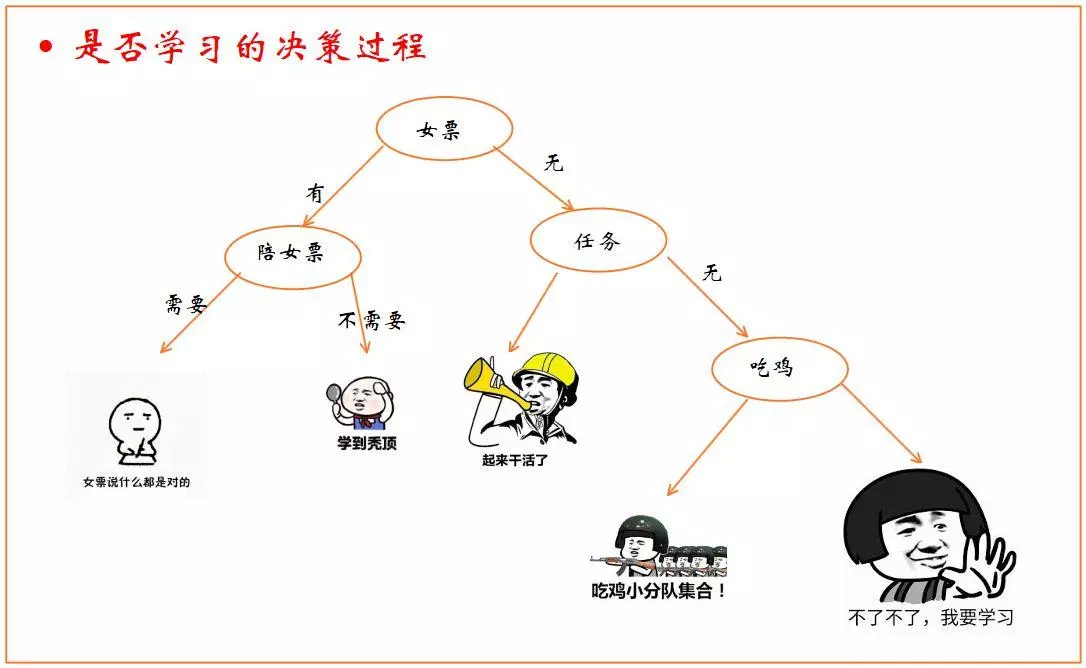 • 是否学习的决策过程
女票
有
无
陪女票
任务
需要
不需要
无
吃鸡
女票说什么都是对的
学到秃顶
起来干活了
吃鸡小分队集合！
不了不了，我要学习